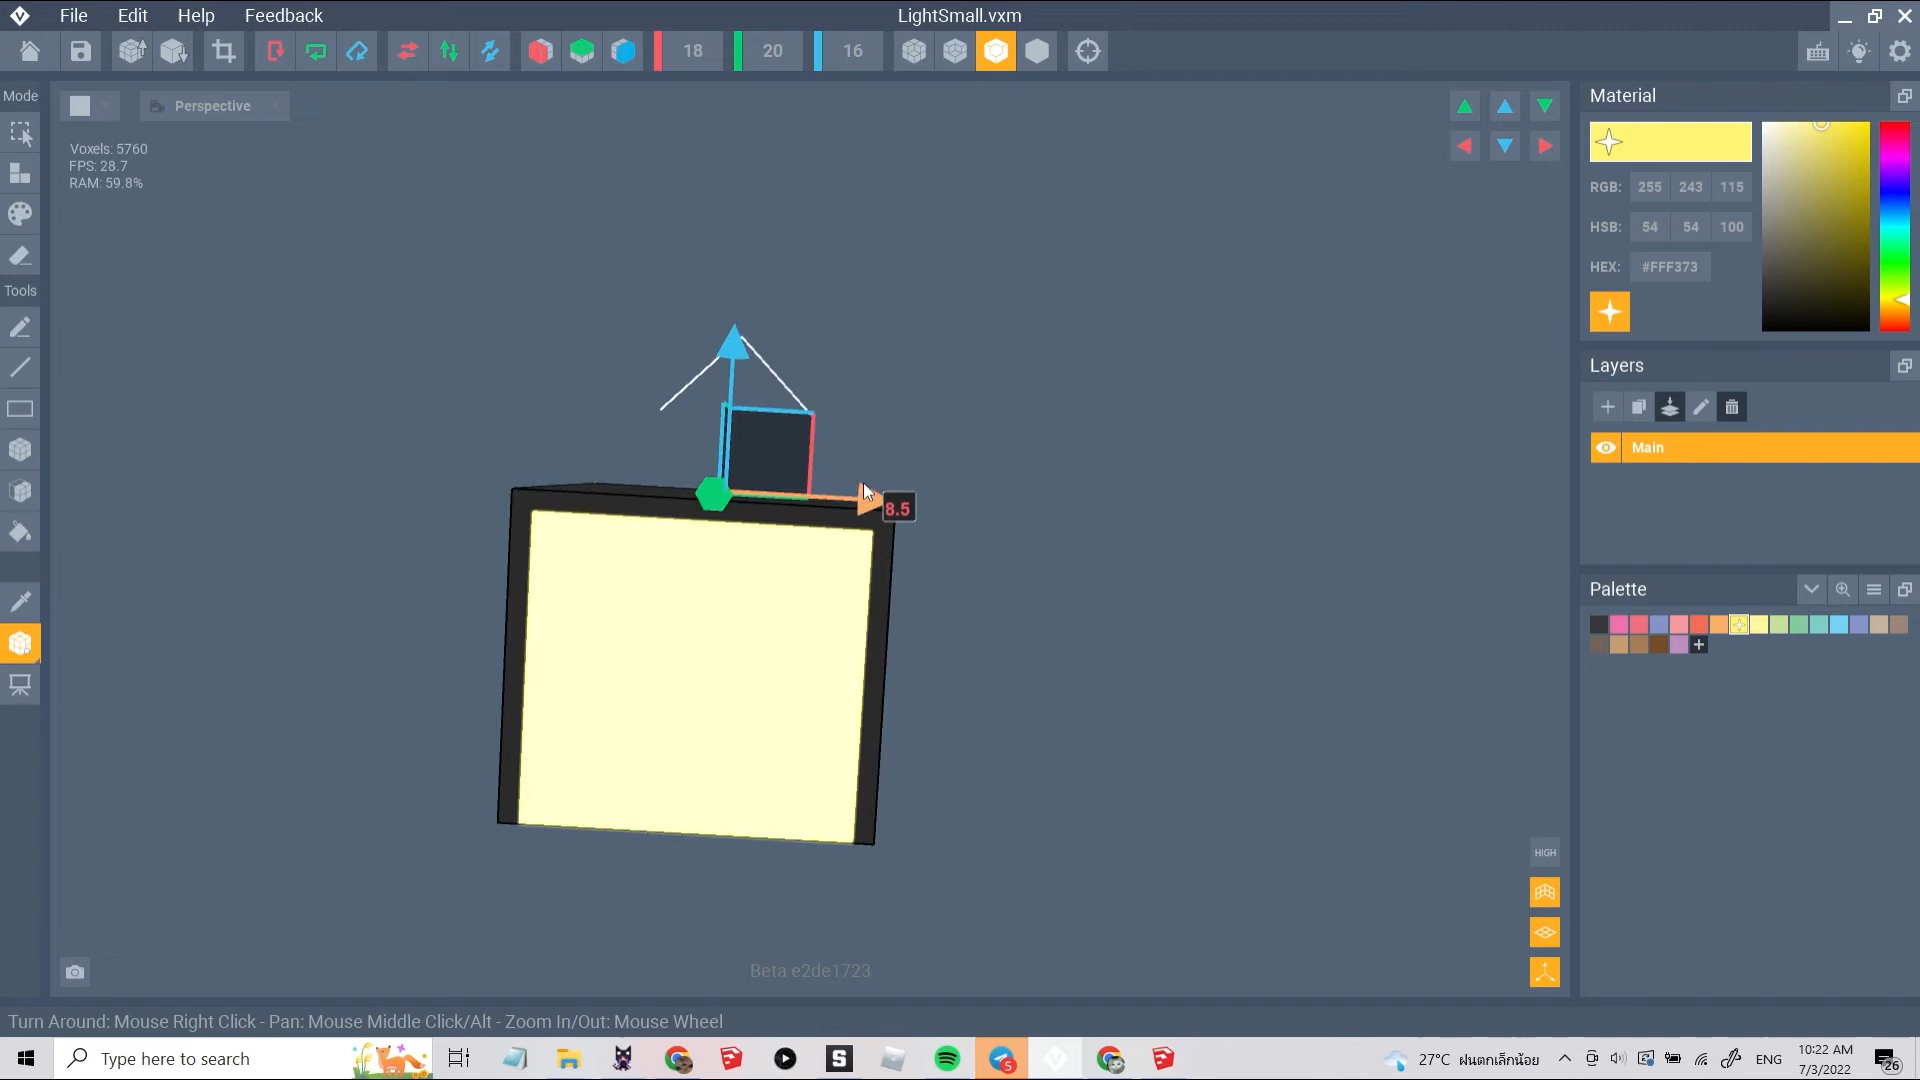 File Edit Help Feedback LightSmall.vxm
18 20 16
Mode
Perspective
Voxels: 5760
FPS: 28.7
RAM: 59.8%
Tools
8.5
HIGH
Beta e2de1723
Material
RGB: 255 243 115
HSB: 54 54 100
HEX: #FFF373
Layers
Main
Palette
Turn Around: Mouse Right Click - Pan: Mouse Middle Click/Alt - Zoom In/Out: Mouse Wheel
Type here to search
5
S
27°C ฝนตกเล็กน้อย
ENG
10:22 AM
7/3/2022
26